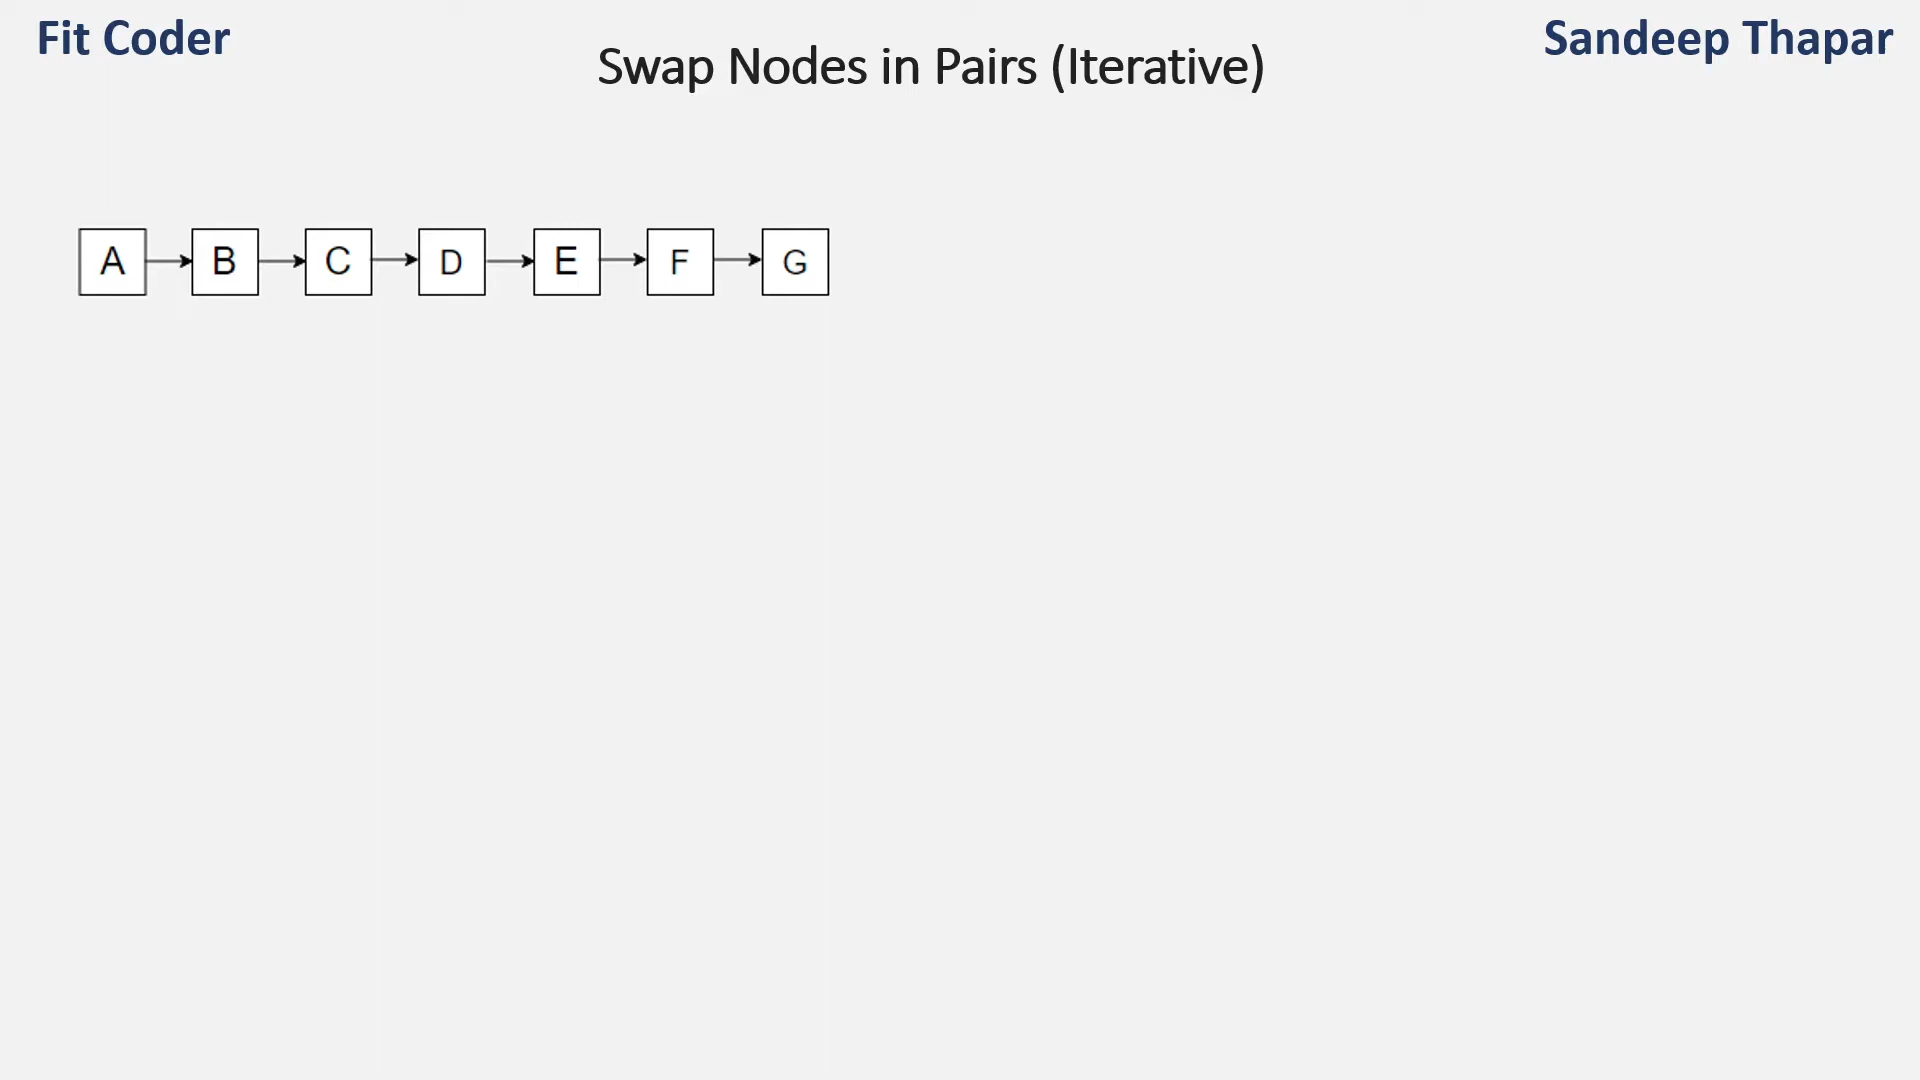 Fit Coder
Sandeep Thapar
Swap Nodes in Pairs (Iterative)
A B C D E F G